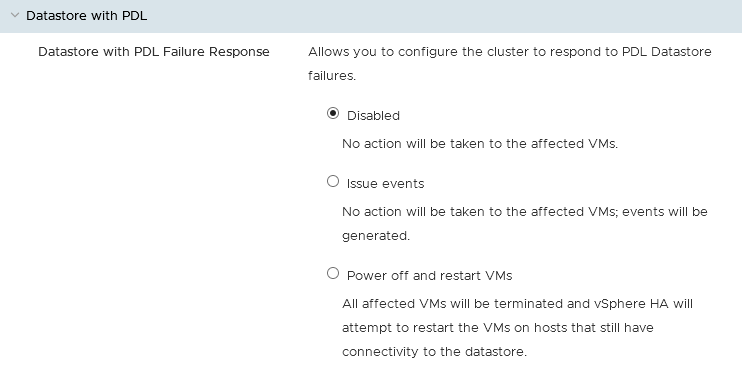 Datastore with PDL
Datastore with PDL Failure Response
Allows you to configure the cluster to respond to PDL Datastore
failures.
Disabled
No action will be taken to the affected VMs.
Issue events
No action will be taken to the affected VMs; events will be
generated.
Power off and restart VMs
All affected VMs will be terminated and vSphere HA will
attempt to restart the VMs on hosts that still have
connectivity to the datastore.